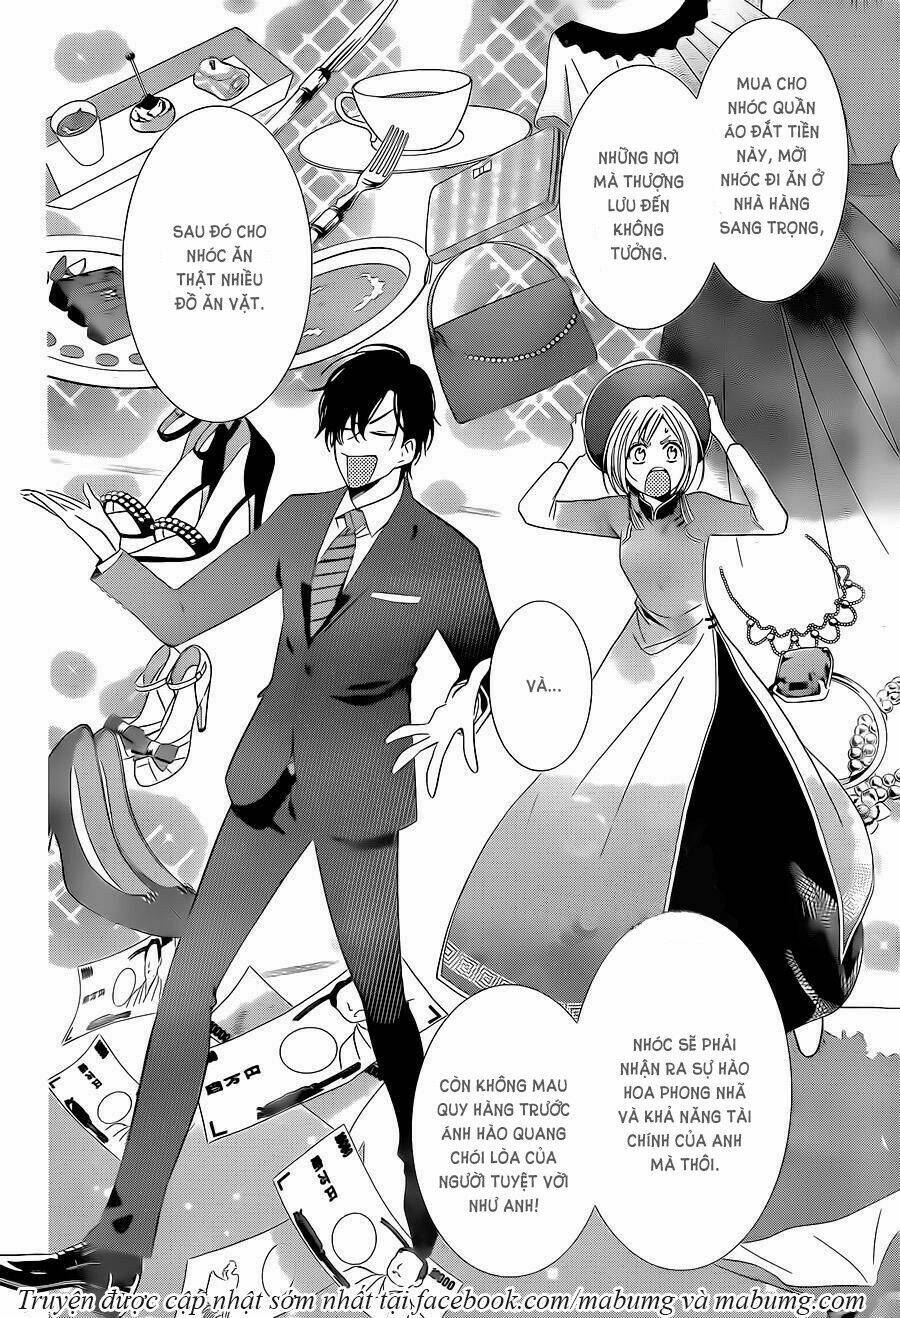 MUA CHO
NHÓC QUẦN
ÁO ĐẮT TIỀN
NÀY, MỜI
NHÓC ĐI ĂN Ở
NHÀ HÀNG
SANG TRỌNG,
NHỮNG NƠI
MÀ THƯỢNG
LƯU ĐẾN
KHÔNG
TƯỞNG.
SAU ĐÓ CHO
NHÓC ĂN
THẬT NHIỀU
ĐỒ ĂN VẶT.
VÀ...
NHÓC SẼ PHẢI
NHẬN RA SỰ HÀO
HOA PHONG NHÃ
VÀ KHẢ NĂNG TÀI
CHÍNH CỦA ANH
MÀ THÔI.
CÒN KHÔNG MAU
QUY HÀNG TRƯỚC
ÁNH HÀO QUANG
CHÓI LÒA CỦA
NGƯỜI TUYỆT VỜI
NHƯ ANH!
Truyện được cập nhật sớm nhất tại facebook.com/mabumg và mabumg.com